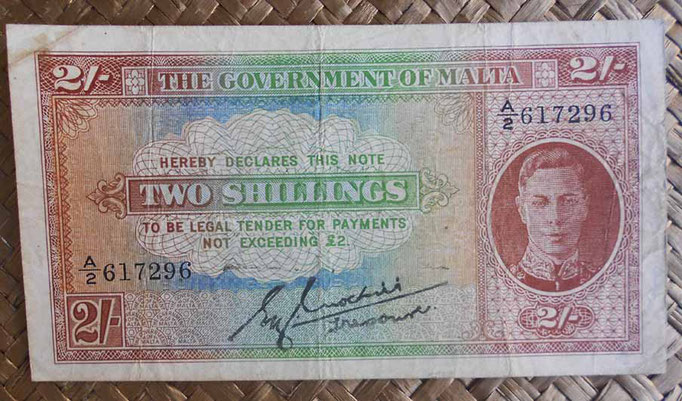 2/-
THE GOVERNMENT OF MALTA
2/-
A/2 617296
HEREBY DECLARES THIS NOTE
TWO SHILLINGS
TO BE LEGAL TENDER FOR PAYMENTS
NOT EXCEEDING £2.
A/2 617296
2/-
Treasurer.
2/-